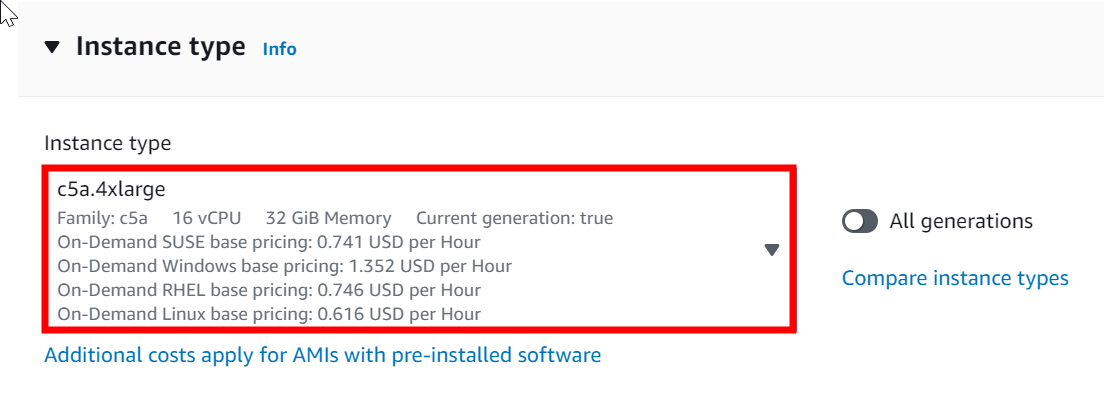 Instance type Info
Instance type
c5a.4xlarge
Family: c5a 16 vCPU 32 GiB Memory Current generation: true
On-Demand SUSE base pricing: 0.741 USD per Hour
On-Demand Windows base pricing: 1.352 USD per Hour
On-Demand RHEL base pricing: 0.746 USD per Hour
On-Demand Linux base pricing: 0.616 USD per Hour
All generations
Compare instance types
Additional costs apply for AMIs with pre-installed software